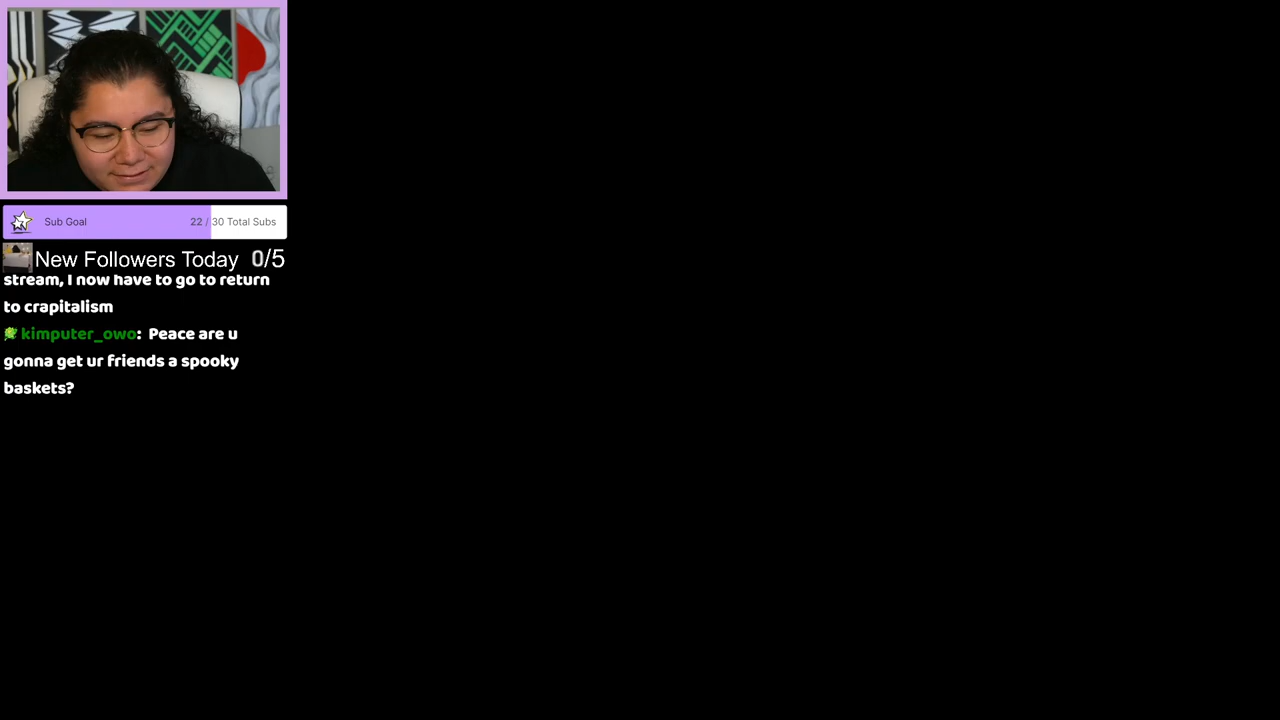 Sub Goal 22 / 30 Total Subs
New Followers Today 0/5
stream, I now have to go to return
to crapitalism
kimputer_owo: Peace are u
gonna get ur friends a spooky
baskets?